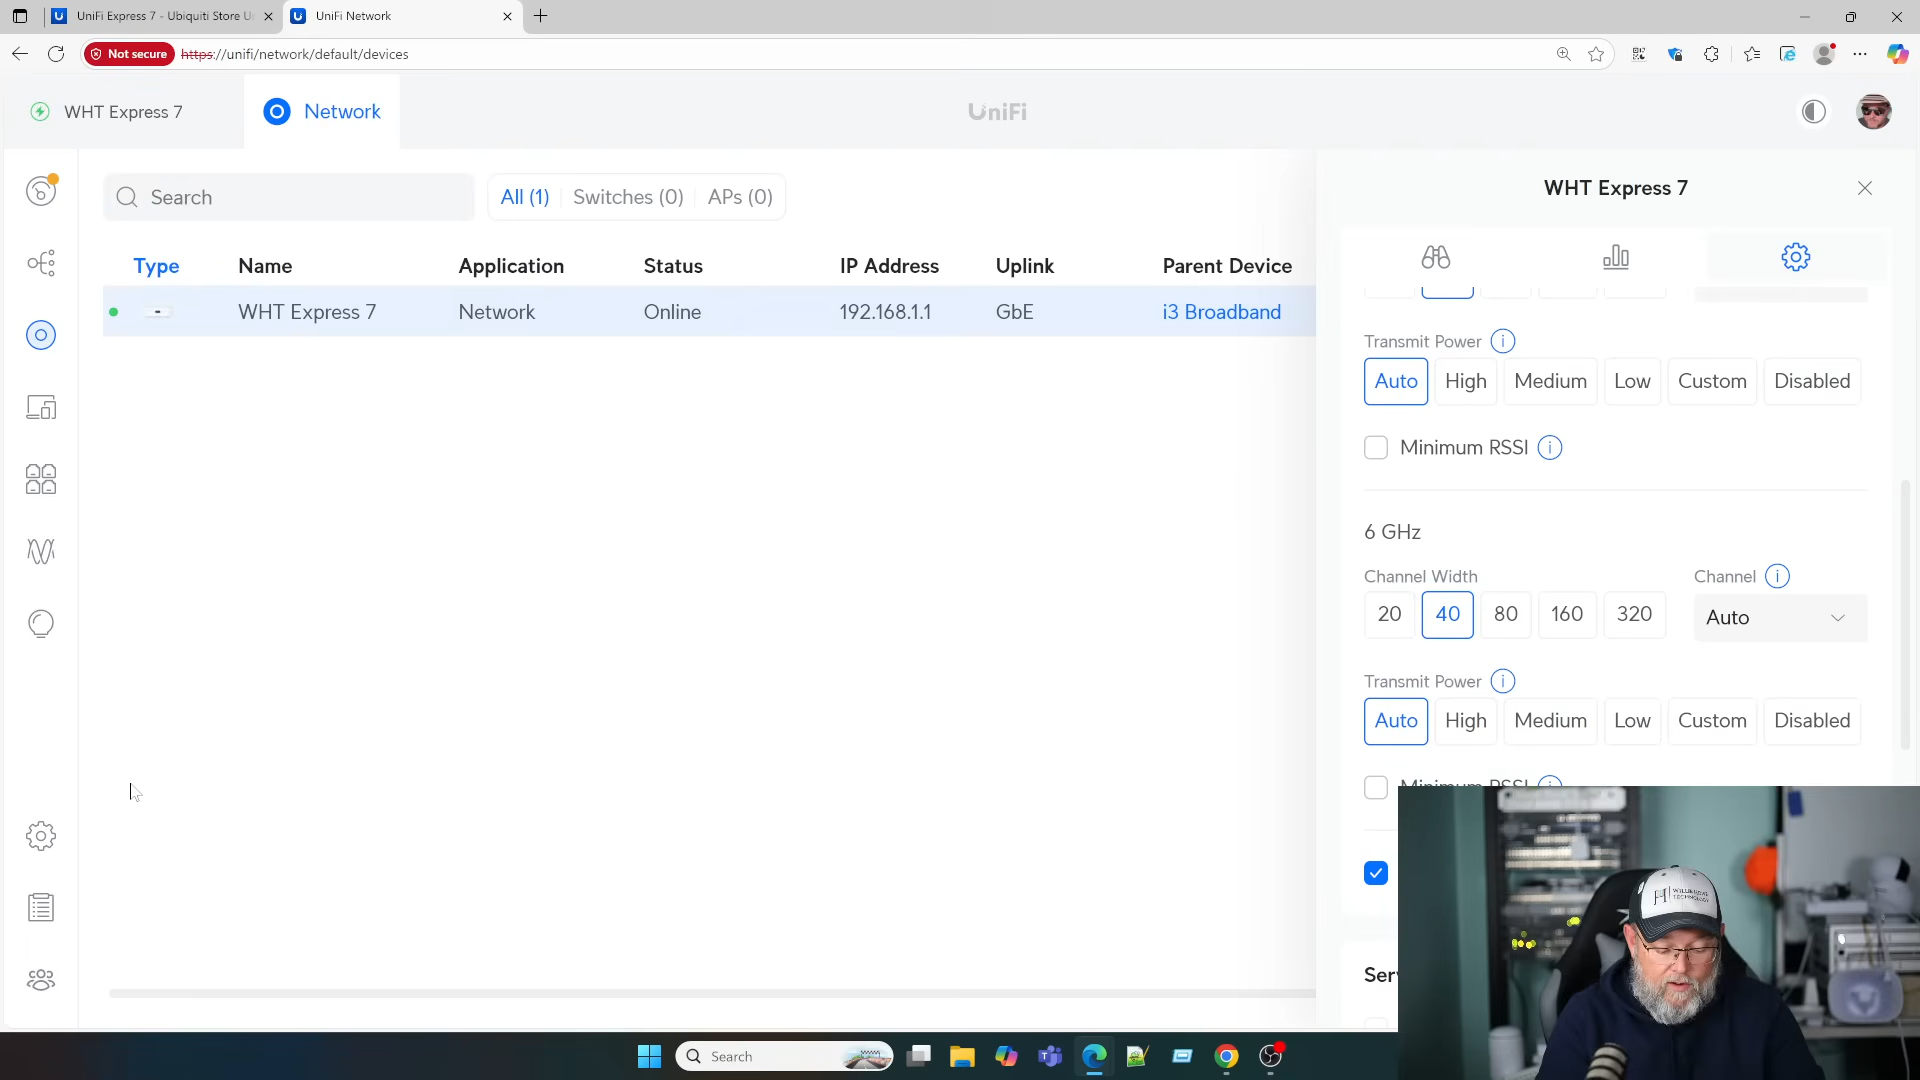 UniFi Express 7 - Ubiquiti Store U
UniFi Network
Not secure
https://unifi/network/default/devices
WHT Express 7
Network
UniFi
Search
All (1)
Switches (0)
APs (0)
WHT Express 7
Type
Name
Application
Status
IP Address
Uplink
Parent Device
WHT Express 7
Network
Online
192.168.1.1
GbE
i3 Broadband
Transmit Power
Auto
High
Medium
Low
Custom
Disabled
Minimum RSSI
6 GHz
Channel Width
Channel
20
40
80
160
320
Auto
Transmit Power
Auto
High
Medium
Low
Custom
Disabled
Minimum RSSI
Ser
Search